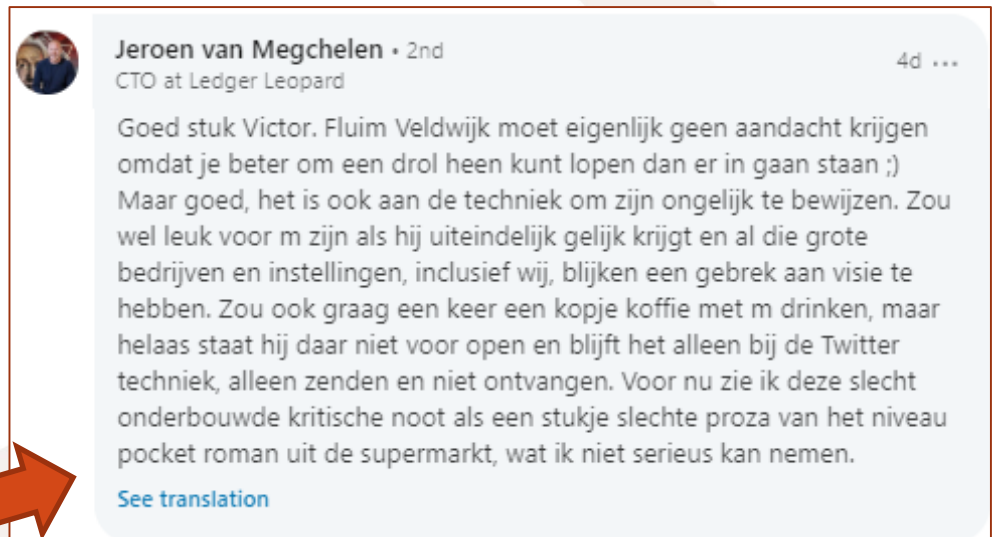 Jeroen van Megchelen • 2nd
4d ...
CTO at Ledger Leopard
Goed stuk Victor. Fluim Veldwijk moet eigenlijk geen aandacht krijgen
omdat je beter om een drol heen kunt lopen dan er in gaan staan ;)
Maar goed, het is ook aan de techniek om zijn ongelijk te bewijzen. Zou
wel leuk voor m zijn als hij uiteindelijk gelijk krijgt en al die grote
bedrijven en instellingen, inclusief wij, blijken een gebrek aan visie te
hebben. Zou ook graag een keer een kopje koffie met m drinken, maar
helaas staat hij daar niet voor open en blijft het alleen bij de Twitter
techniek, alleen zenden en niet ontvangen. Voor nu zie ik deze slecht
onderbouwde kritische noot als een stukje slechte proza van het niveau
pocket roman uit de supermarkt, wat ik niet serieus kan nemen.
See translation